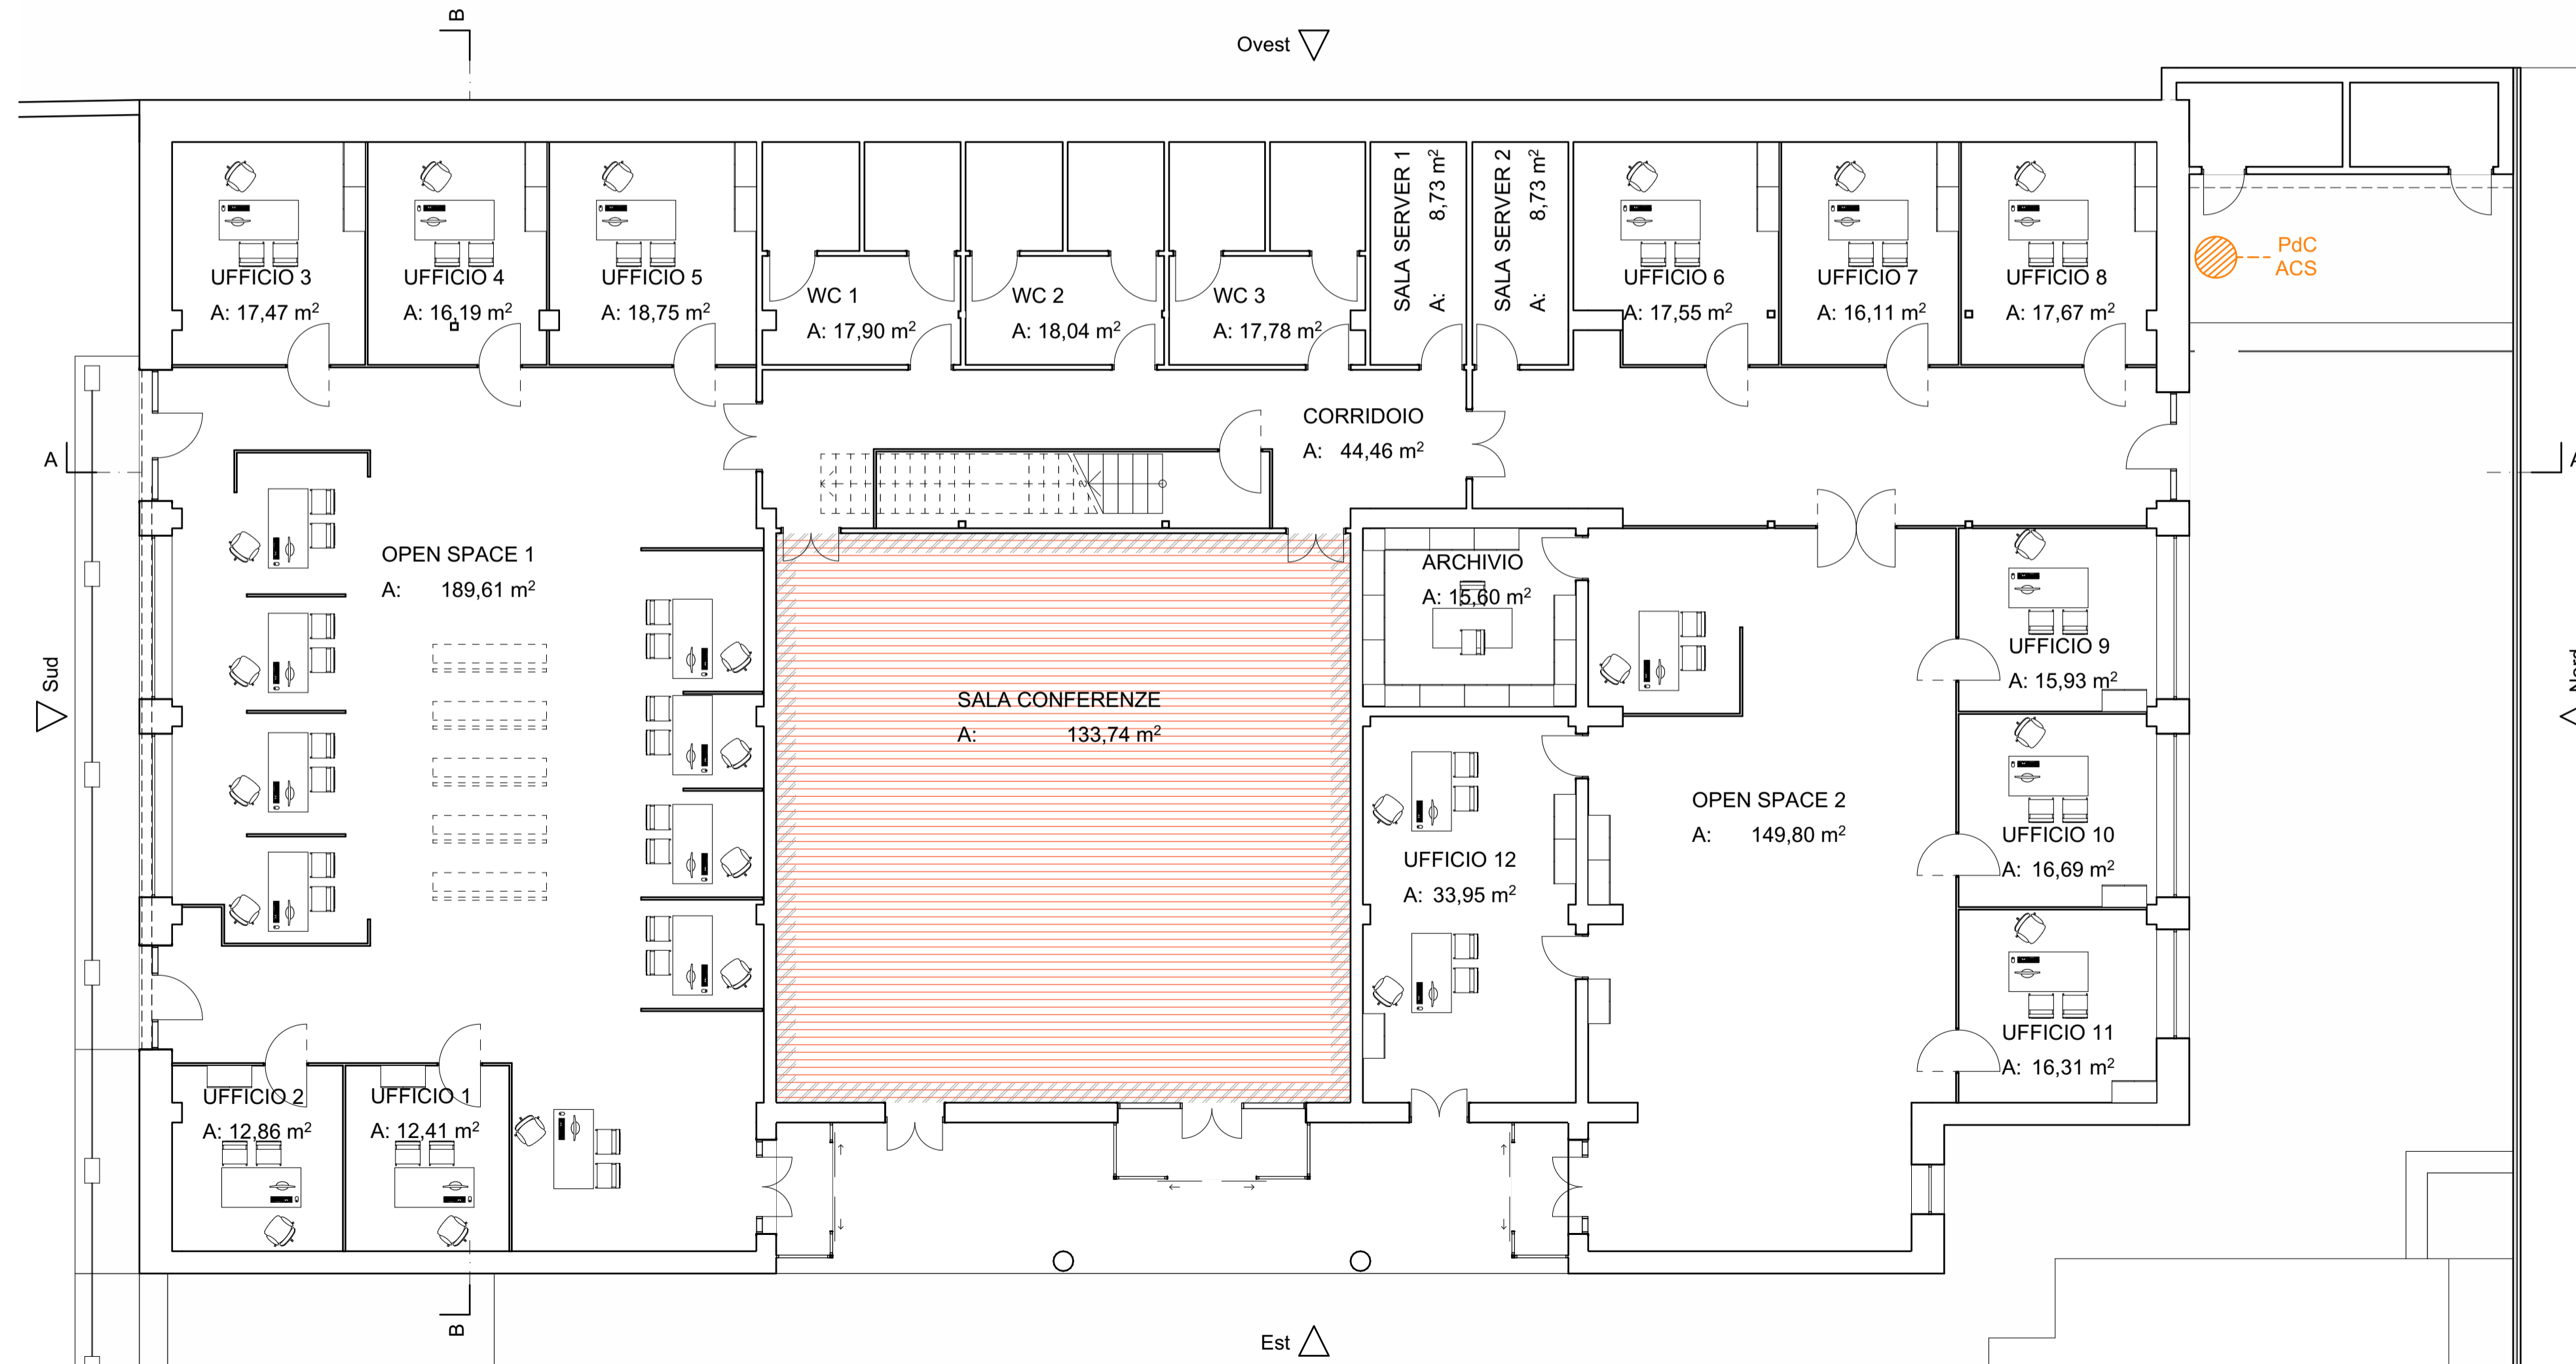 B
Ovest
UFFICIO 3
A: 17,47 m²
UFFICIO 4
A: 16,19 m²
UFFICIO 5
A: 18,75 m²
WC 1
A: 17,90 m²
WC 2
A: 18,04 m²
WC 3
A: 17,78 m²
SALA SERVER 1
A: 8,73 m²
SALA SERVER 2
A: 8,73 m²
UFFICIO 6
A: 17,55 m²
UFFICIO 7
A: 16,11 m²
UFFICIO 8
A: 17,67 m²
PdC
ACS
CORRIDOIO
A: 44,46 m²
A
A
OPEN SPACE 1
A: 189,61 m²
ARCHIVIO
A: 15,60 m²
Sud
SALA CONFERENZE
A: 133,74 m²
UFFICIO 9
A: 15,93 m²
Nord
OPEN SPACE 2
A: 149,80 m²
UFFICIO 10
A: 16,69 m²
UFFICIO 12
A: 33,95 m²
UFFICIO 11
A: 16,31 m²
UFFICIO 2
A: 12,86 m²
UFFICIO 1
A: 12,41 m²
B
Est